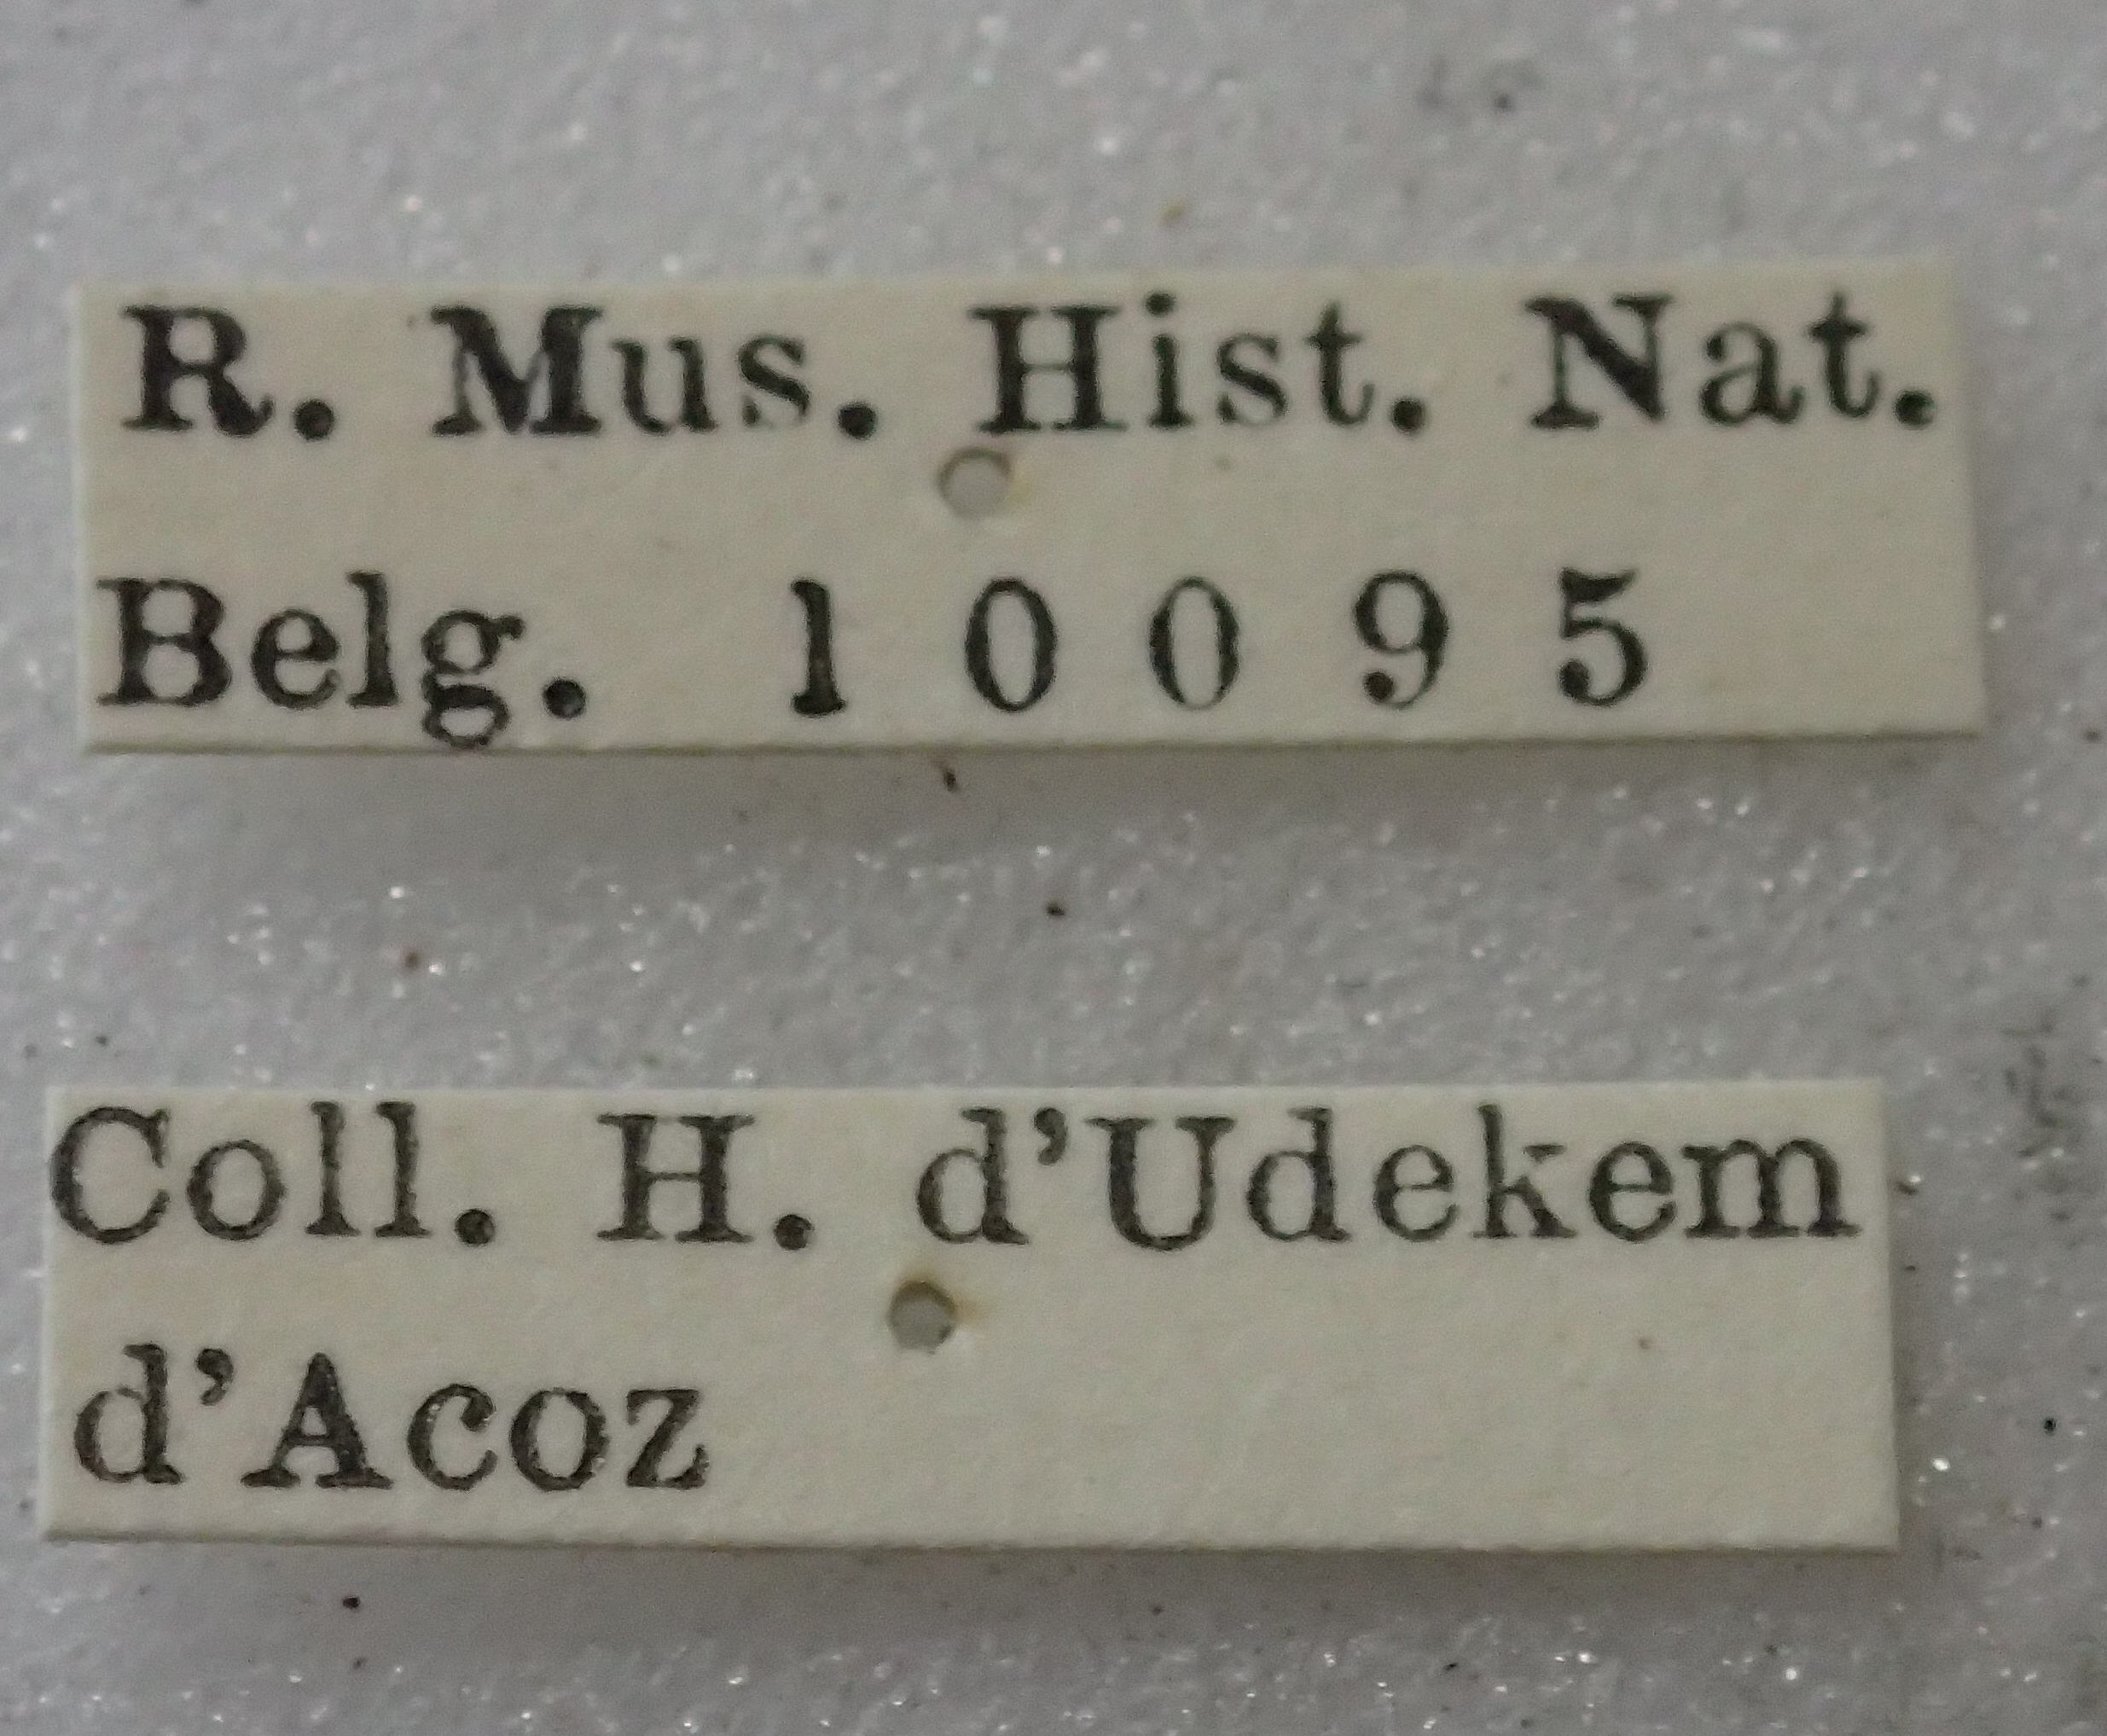 R. Mus. Hist. Nat.
Belg. 10095
Coll. H. d'Udekem
d'Acoz